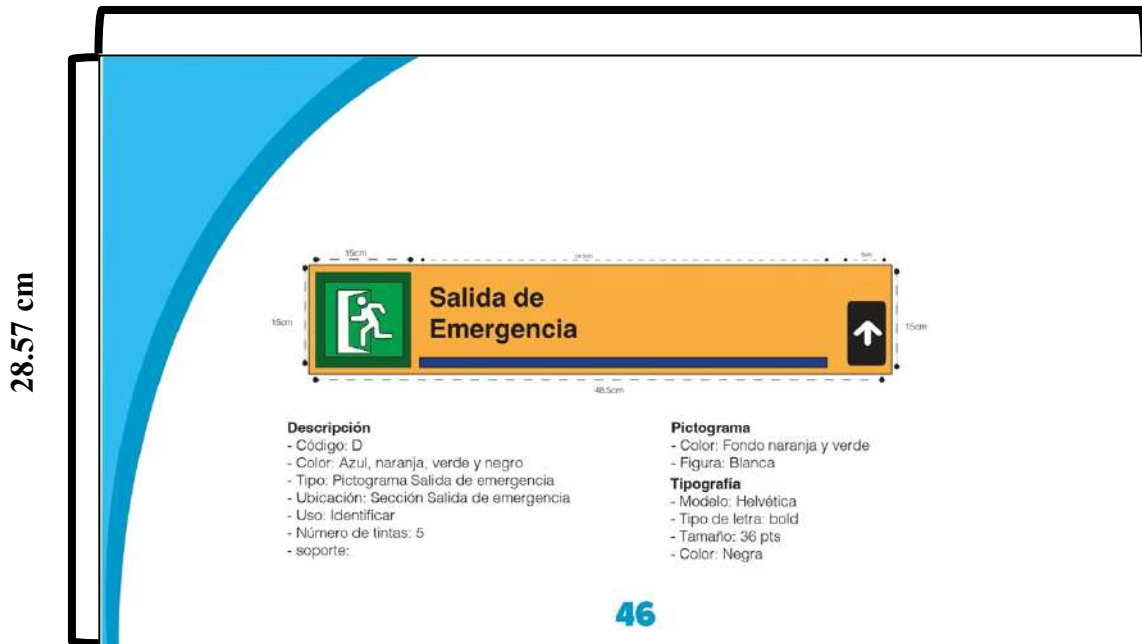 28.57 cm
15cm
15cm
Salida de
Emergencia
15cm
48.5cm
Descripción
- Código: D
- Color: Azul, naranja, verde y negro
- Tipo: Pictograma Salida de emergencia
- Ubicación: Sección Salida de emergencia
- Uso: Identificar
- Número de tintas: 5
- soporte:
Pictograma
- Color: Fondo naranja y verde
- Figura: Blanca
Tipografía
- Modelo: Helvética
- Tipo de letra: bold
- Tamaño: 36 pts
- Color: Negra
46